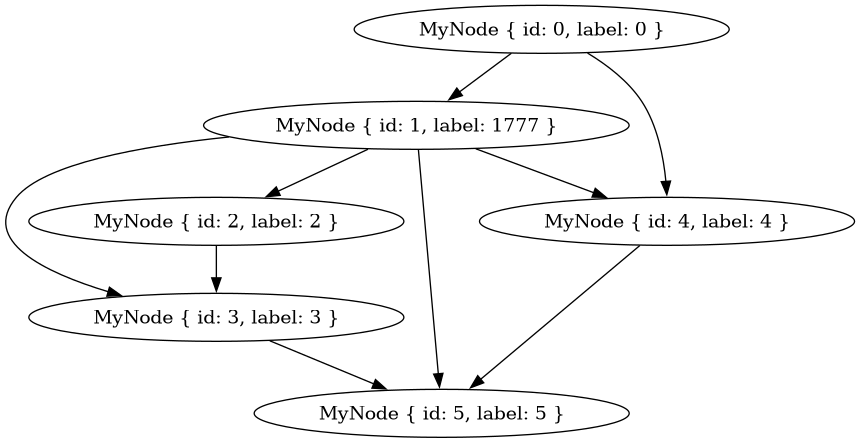 MyNode { id: 0, label: 0 }
MyNode { id: 1, label: 1777 }
MyNode { id: 2, label: 2 }
MyNode { id: 4, label: 4 }
MyNode { id: 3, label: 3 }
MyNode { id: 5, label: 5 }